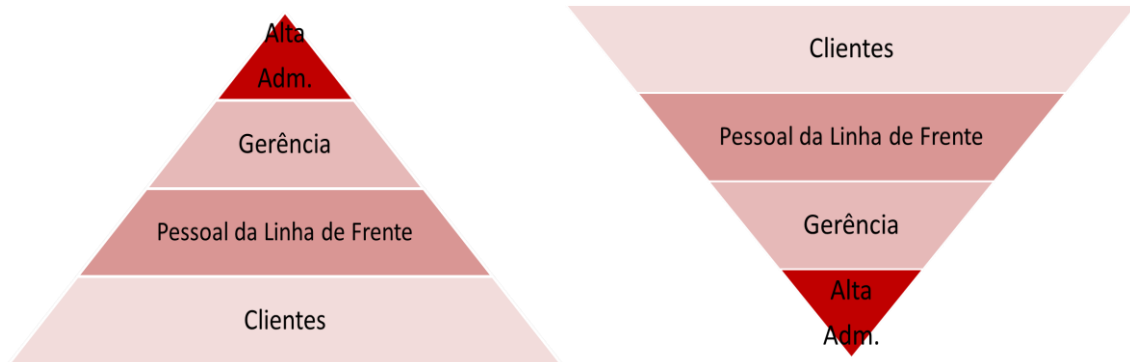 Alta
Adm.
Gerência
Pessoal da Linha de Frente
Clientes
Clientes
Pessoal da Linha de Frente
Gerência
Alta
Adm.